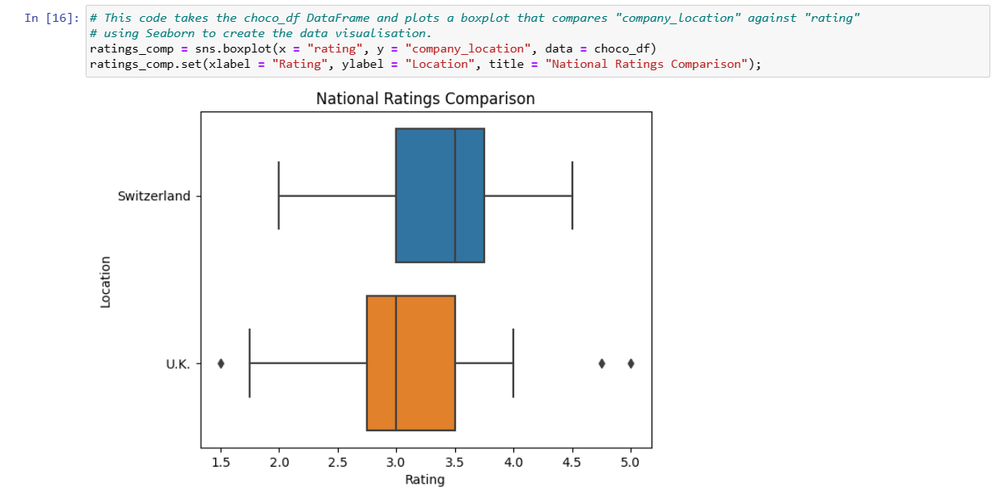 In [16]: # This code takes the choco_df DataFrame and plots a boxplot that compares "company_location" against "rating"
# using Seaborn to create the data visualisation.
ratings_comp = sns.boxplot(x = "rating", y = "company_location", data = choco_df)
ratings_comp.set(xlabel = "Rating", ylabel = "Location", title = "National Ratings Comparison");
National Ratings Comparison
Switzerland
Location
U.K.
1.5 2.0 2.5 3.0 3.5 4.0 4.5 5.0
Rating